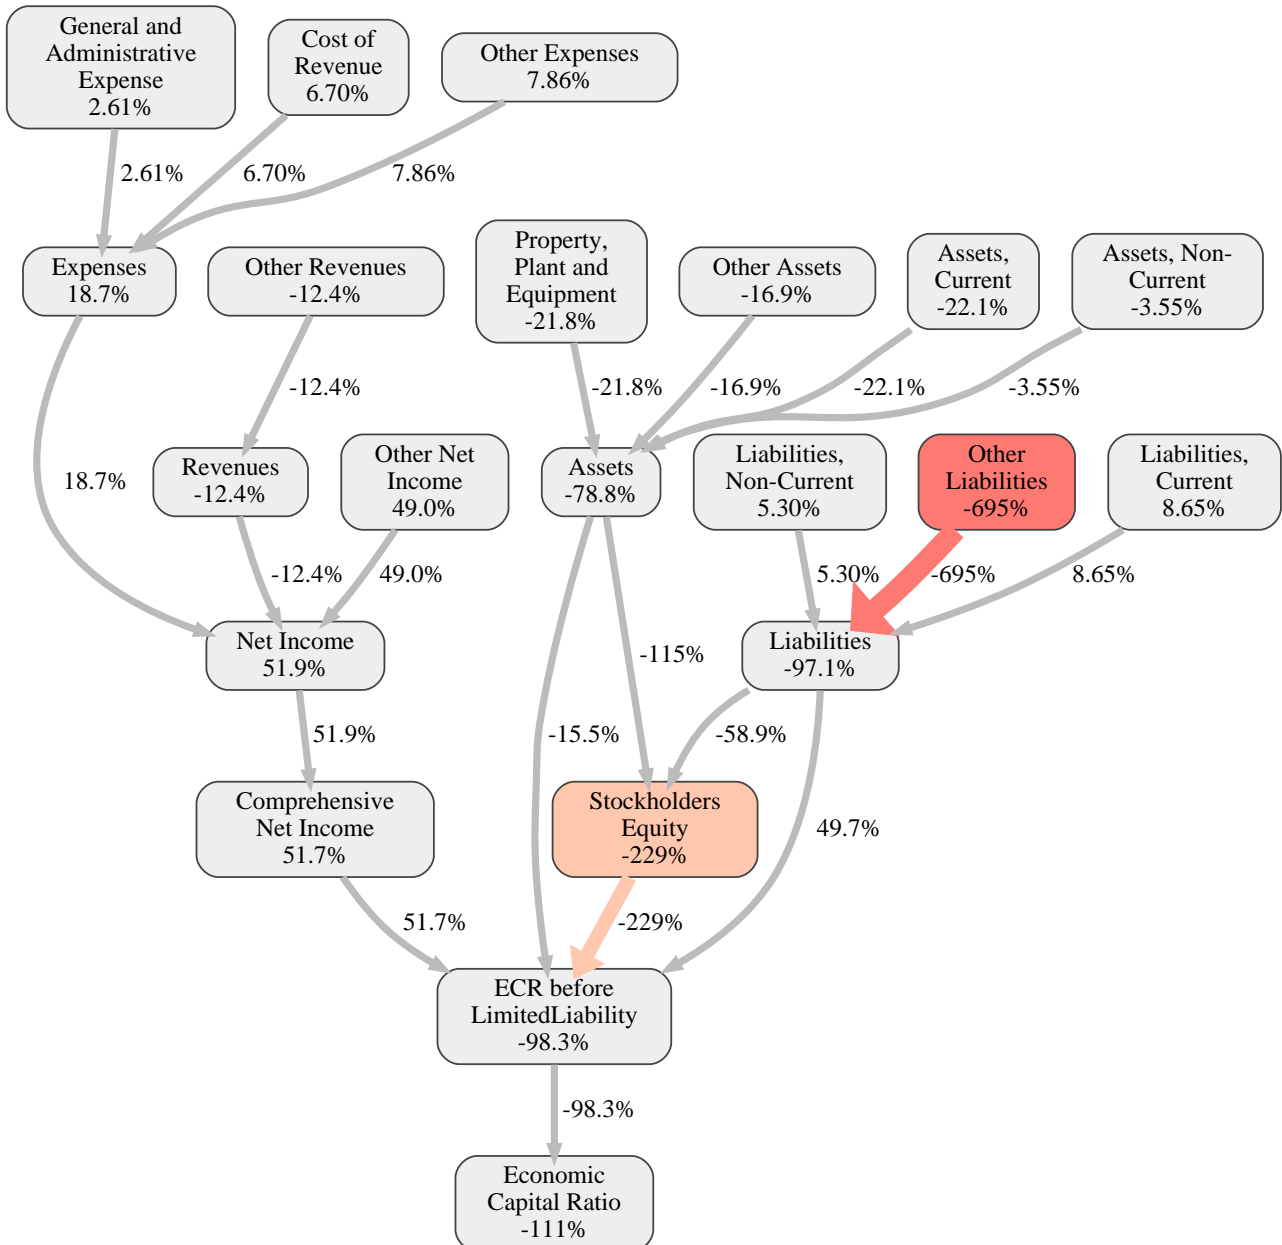 General and
Administrative
Expense
2.61%
Cost of
Revenue
6.70%
Other Expenses
7.86%
2.61%
6.70%
7.86%
Expenses
18.7%
Other Revenues
-12.4%
Property,
Plant and
Equipment
-21.8%
Other Assets
-16.9%
Assets,
Current
-22.1%
Assets, Non-
Current
-3.55%
-12.4%
-21.8%
-16.9%
-22.1%
-3.55%
18.7%
Revenues
-12.4%
Other Net
Income
49.0%
Assets
-78.8%
Liabilities,
Non-Current
5.30%
Other
Liabilities
-695%
Liabilities,
Current
8.65%
-12.4%
49.0%
5.30%
-695%
8.65%
Net Income
51.9%
-115%
Liabilities
-97.1%
51.9%
-15.5%
-58.9%
49.7%
Comprehensive
Net Income
51.7%
Stockholders
Equity
-229%
51.7%
-229%
ECR before
LimitedLiability
-98.3%
-98.3%
Economic
Capital Ratio
-111%